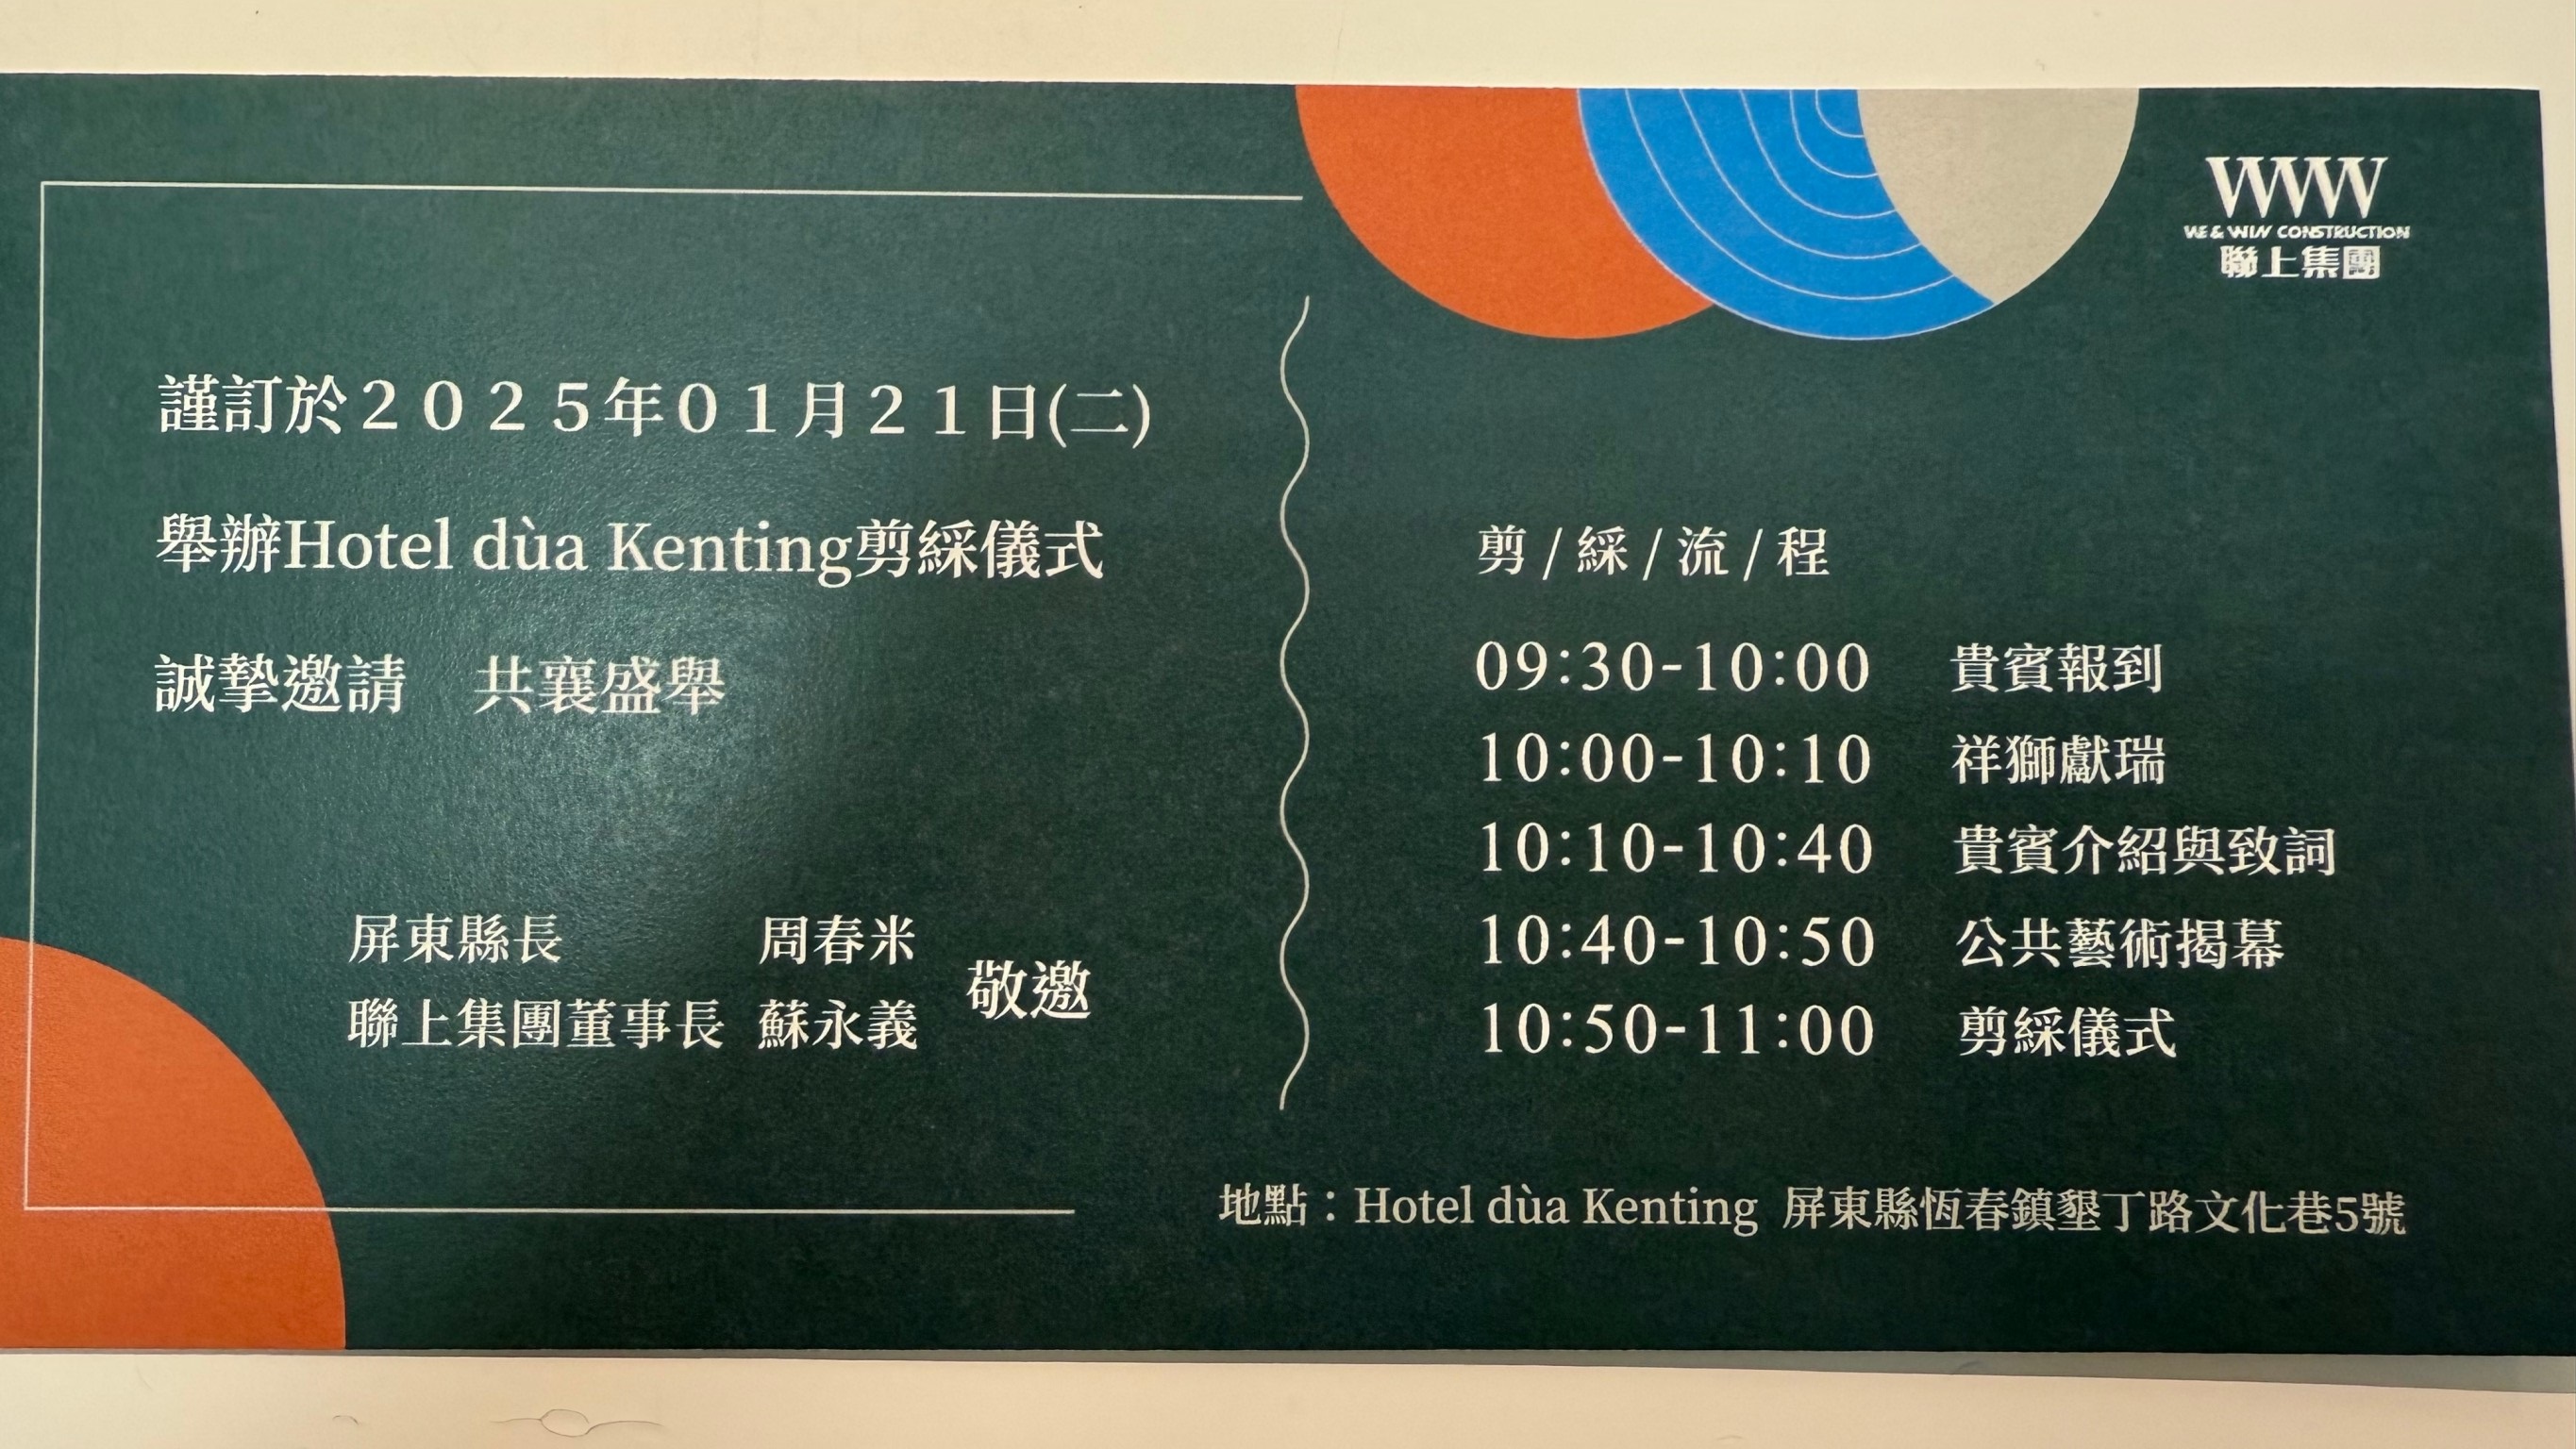 WWW
WE & WIN CONSTRUCTION
聯上集團
謹訂於２０２５年０１月２１日(二)
舉辦Hotel dùa Kenting剪綵儀式
誠摯邀請　共襄盛舉
屏東縣長　周春米
聯上集團董事長 蘇永義
敬邀
剪/綵/流/程
09:30-10:00 貴賓報到
10:00-10:10 祥獅獻瑞
10:10-10:40 貴賓介紹與致詞
10:40-10:50 公共藝術揭幕
10:50-11:00 剪綵儀式
地點：Hotel dùa Kenting 屏東縣恆春鎮墾丁路文化巷5號